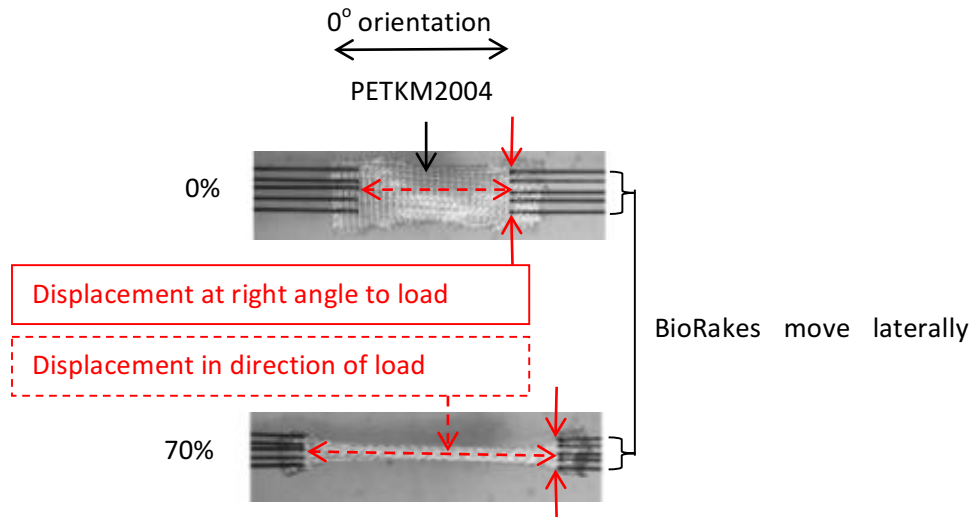 0° orientation
PETKM2004
0%
Displacement at right angle to load
BioRakes move laterally
Displacement in direction of load
70%